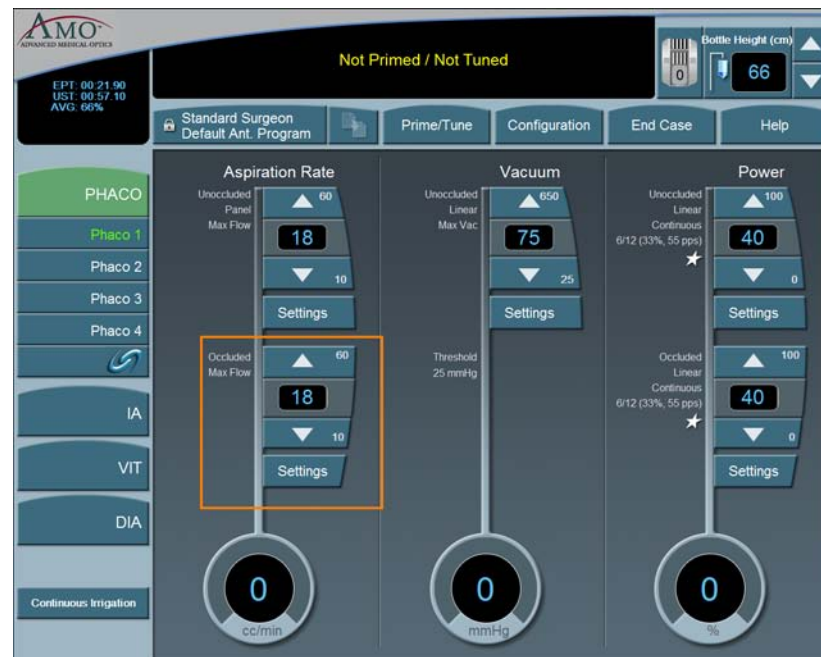 AMO
ADVANCED MEDICAL OPTICS
EPT: 00:21.90
UST: 00:57.10
AVG: 66%
Not Primed / Not Tuned
0
Bottle Height (cm)
66
Standard Surgeon
Default Ant. Program
Prime/Tune
Configuration
End Case
Help
PHACO
Phaco 1
Phaco 2
Phaco 3
Phaco 4
IA
VIT
DIA
Continuous Irrigation
Aspiration Rate
Unoccluded
Panel
Max Flow
60
18
10
Settings
Occluded
Max Flow
60
18
10
Settings
0
cc/min
Vacuum
Unoccluded
Linear
Max Vac
650
75
25
Settings
Threshold
25 mmHg
0
mmHg
Power
Unoccluded
Linear
Continuous
6/12 (33%, 55 pps)
100
40
0
Settings
Occluded
Linear
Continuous
6/12 (33%, 55 pps)
100
40
0
Settings
0
%